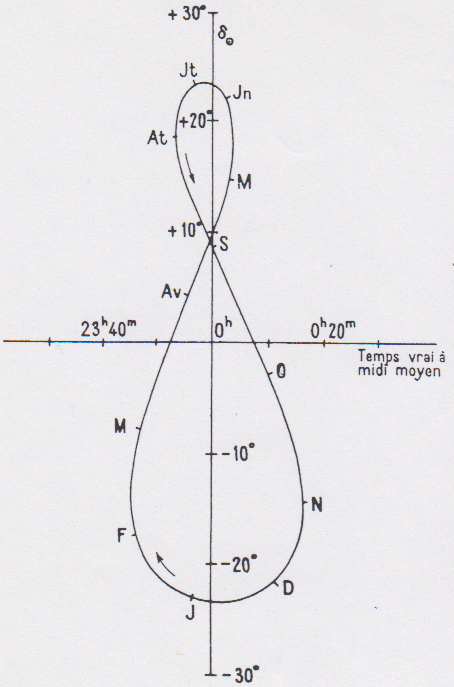 +30°
δ☉
Jt
Jn
+20°
At
M
+10°
S
Av
23ʰ40ᵐ
0ʰ
0ʰ20ᵐ
Temps vrai à
midi moyen
O
M
-10°
N
F
-20°
D
J
-30°